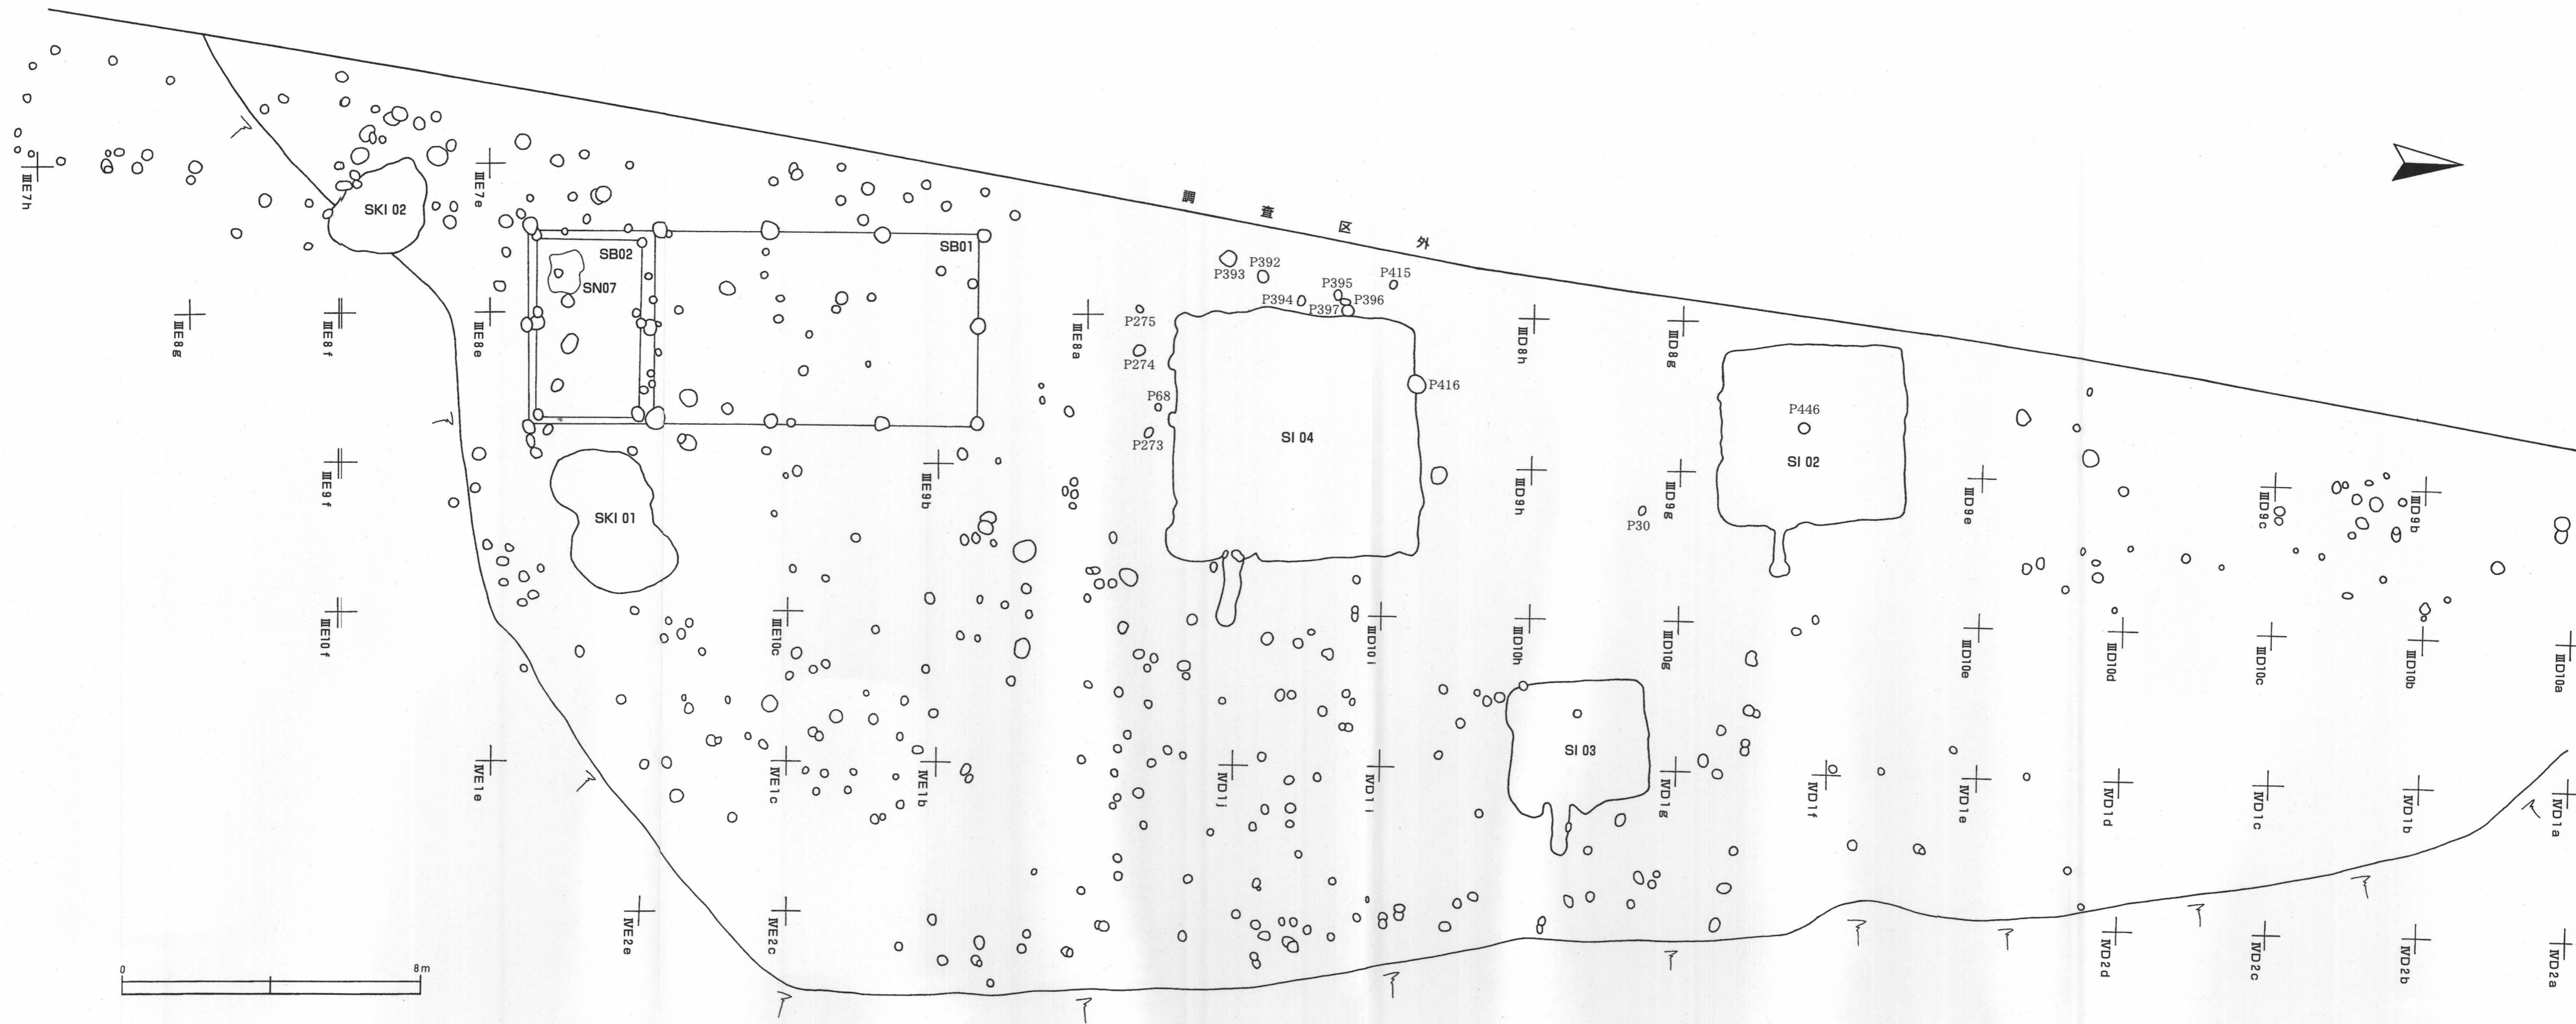 調査区外
ⅢE7h
ⅢE7e
SKI 02
SB01
SB02
SN07
P393
P392
P415
P395
P394
P396
P397
P275
P274
P68
P273
P416
P446
P30
ⅢE8g
ⅢE8f
ⅢE8e
ⅢE8a
ⅢD8h
ⅢD8g
SI 04
SI 02
SKI 01
ⅢE9f
ⅢE9b
ⅢD9h
ⅢD9g
ⅢD9e
ⅢD9c
ⅢD9b
ⅢE10f
ⅢE10c
ⅢD10i
ⅢD10h
ⅢD10g
ⅢD10e
ⅢD10d
ⅢD10c
ⅢD10b
ⅢD10a
SI 03
ⅣE1e
ⅣE1c
ⅣE1b
ⅣD1j
ⅣD1i
ⅣD1g
ⅣD1f
ⅣD1e
ⅣD1d
ⅣD1c
ⅣD1b
ⅣD1a
ⅣE2e
ⅣE2c
ⅣD2d
ⅣD2c
ⅣD2b
ⅣD2a
0 8m